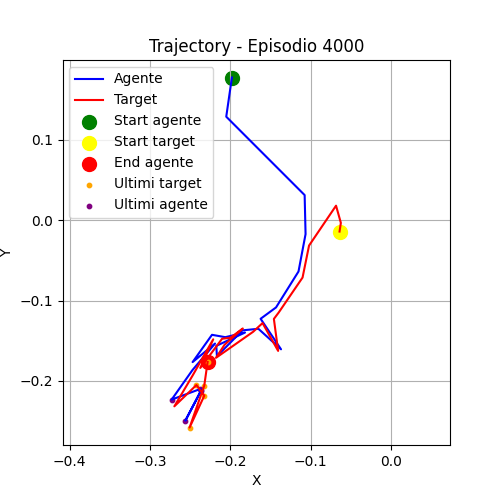 Trajectory - Episodio 4000
Agente
Target
Start agente
Start target
End agente
Ultimi target
Ultimi agente
0.1
0.0
−0.1
−0.2
Y
−0.4
−0.3
−0.2
−0.1
0.0
X